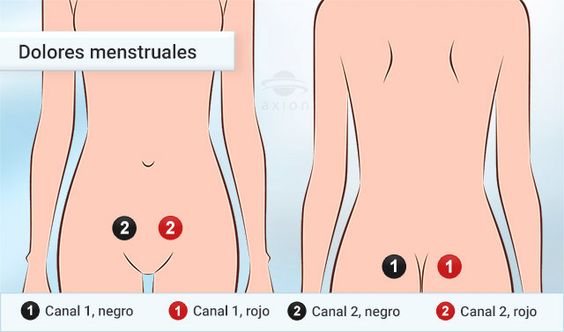 Dolores menstruales
axion
2
2
1
1
1 Canal 1, negro
1 Canal 1, rojo
2 Canal 2, negro
2 Canal 2, rojo